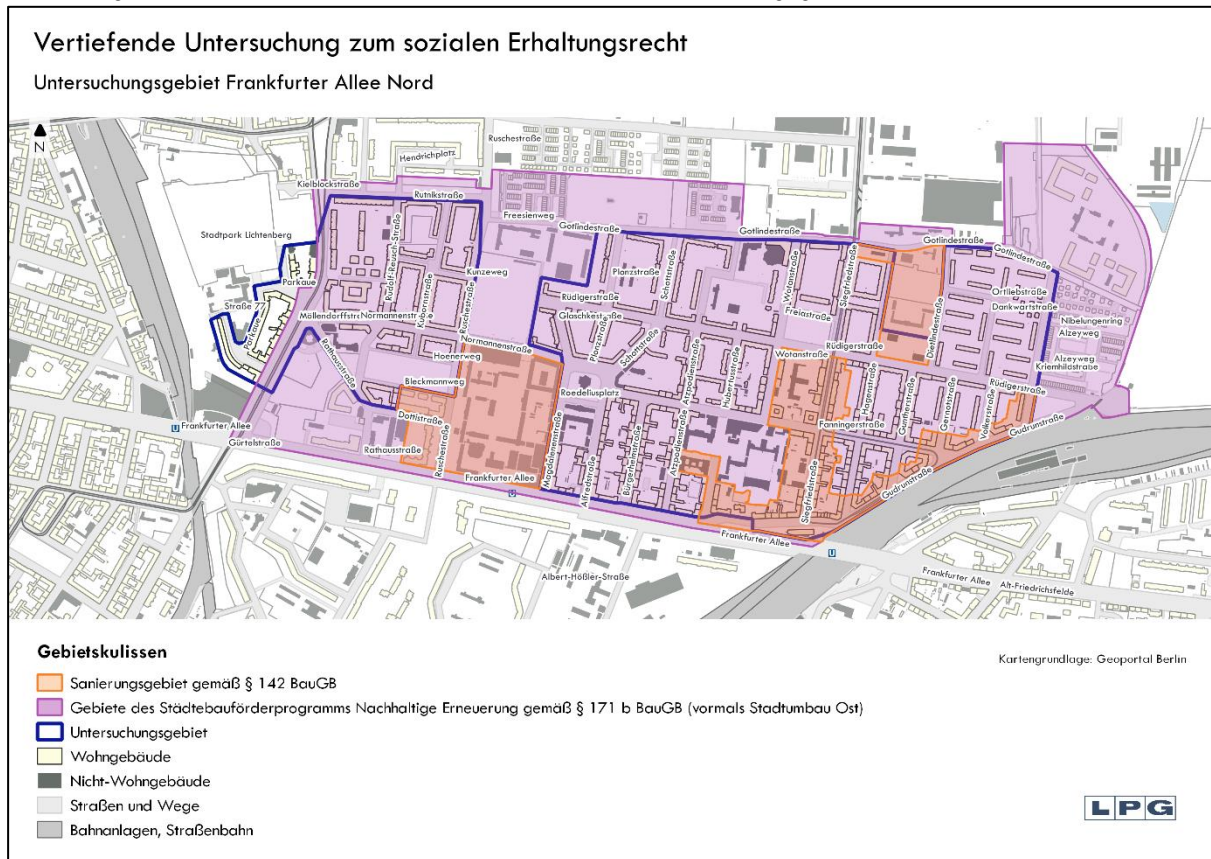 Vertiefende Untersuchung zum sozialen Erhaltungsrecht
Untersuchungsgebiet Frankfurter Allee Nord
N
Ruschestraße
Hendrichplatz
Kielblockstraße
Rutnikstraße
Freesienweg
Gotlindestraße
Gotlindestraße
Gotlindestraße
Gotlindestraße
Stadtpark Lichtenberg
Rudolf-Reusch-Straße
Kunzeweg
Planzstraße
Schottstraße
Wotanstraße
Siegfriedstraße
Parkaue
Ortliebstraße
Dankwartstraße
Rüdigerstraße
Nibelungenring
Alzeyweg
Straße 77
Kubornstraße
Ruschestraße
Glaschkestraße
Freiastraße
Möllendorffstr
Normannenstr
Parkaue
Plonzstraße
Schottstraße
Rüdigerstraße
Dietlindestraße
Normannenstraße
Wotanstraße
Hoenerweg
Alzeyweg
Kriemhildstraße
Rathausstraße
Bleckmannweg
Roedeliusplatz
Atzpodienstraße
Hubertusstraße
Hagenstraße
Guntherstraße
Gernotstraße
Rüdigerstraße
Volkerstraße
Dottistraße
Fanningerstraße
Frankfurter Allee
Gürtelstraße
Rathausstraße
Ruschestraße
Frankfurter Allee
Magdalenenstraße
Alfredstraße
Bürgerheimstraße
Atzpodienstraße
Siegfriedstraße
Gudrunstraße
Gudrunstraße
U
U
U
Frankfurter Allee
Albert-Hößler-Straße
Frankfurter Allee
Alt-Friedrichsfelde
Gebietskulissen
Kartengrundlage: Geoportal Berlin
Sanierungsgebiet gemäß § 142 BauGB
Gebiete des Städtebauförderprogramms Nachhaltige Erneuerung gemäß § 171 b BauGB (vormals Stadtumbau Ost)
Untersuchungsgebiet
Wohngebäude
Nicht-Wohngebäude
Straßen und Wege
Bahnanlagen, Straßenbahn
LPG